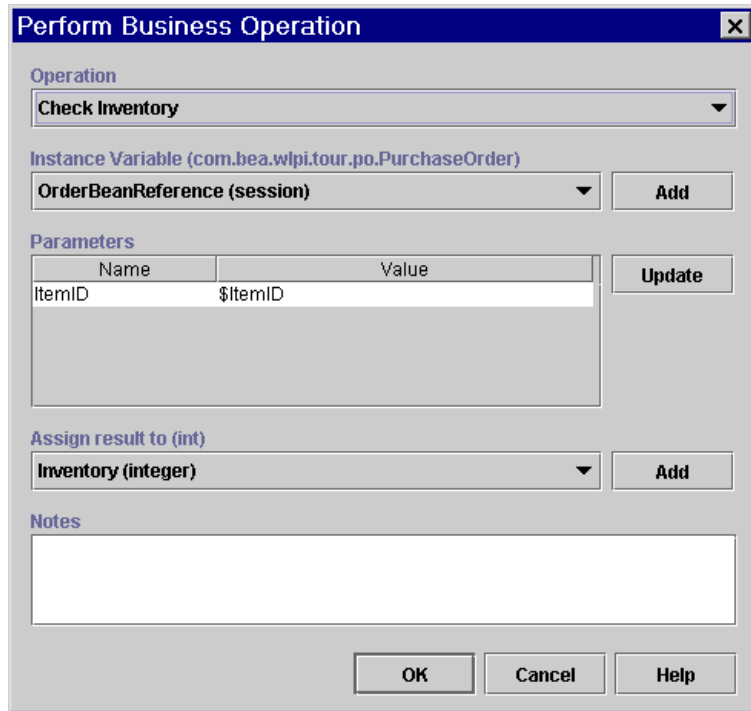 Perform Business Operation
Operation
Check Inventory
Instance Variable (com.bea.wlpi.tour.po.PurchaseOrder)
OrderBeanReference (session) Add
Parameters
Name Value Update
ItemID $ItemID
Assign result to (int)
Inventory (integer) Add
Notes
OK Cancel Help